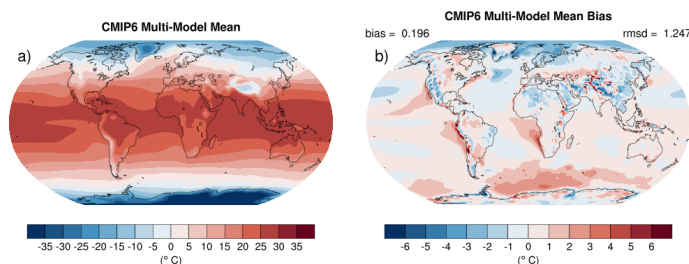 CMIP6 Multi-Model Mean
a)
-35 -30 -25 -20 -15 -10 -5 0 5 10 15 20 25 30 35
(° C)
CMIP6 Multi-Model Mean Bias
bias = 0.196 rmsd = 1.247
b)
-6 -5 -4 -3 -2 -1 0 1 2 3 4 5 6
(° C)